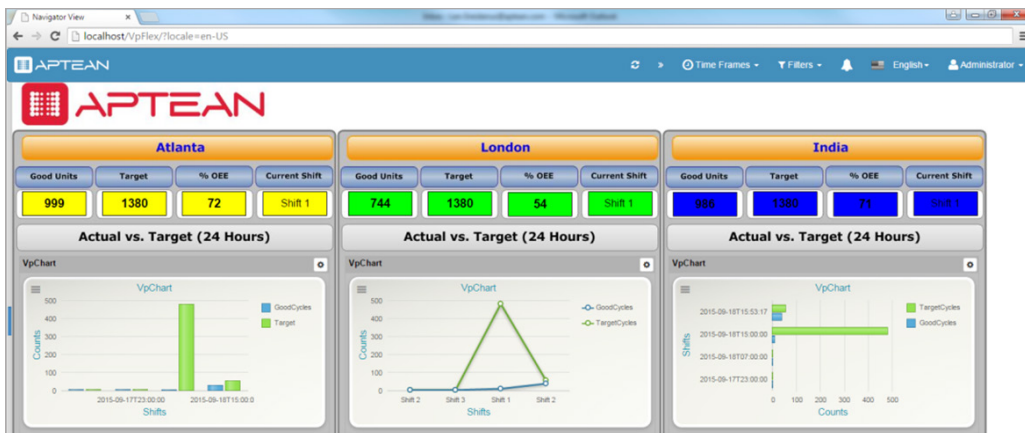 Navigator View
localhost/VpFlex/?locale=en-US
APTEAN
Time Frames
Filters
English
Administrator
APTEAN
Atlanta
Good Units Target % OEE Current Shift
999 1380 72 Shift 1
Actual vs. Target (24 Hours)
VpChart
VpChart
500
400
300
200
100
0
Counts
2015-09-17T23:00:00 2015-09-18T15:00:0
Shifts
GoodCycles
Target
London
Good Units Target % OEE Current Shift
744 1380 54 Shift 1
Actual vs. Target (24 Hours)
VpChart
VpChart
500
400
300
200
100
0
Counts
Shift 2 Shift 3 Shift 1 Shift 2
Shifts
GoodCycles
TargetCycles
India
Good Units Target % OEE Current Shift
986 1380 71 Shift 1
Actual vs. Target (24 Hours)
VpChart
VpChart
2015-09-18T15:53:17
2015-09-18T15:00:00
2015-09-18T07:00:00
2015-09-17T23:00:00
Shifts
0 100 200 300 400 500
Counts
TargetCycles
GoodCycles